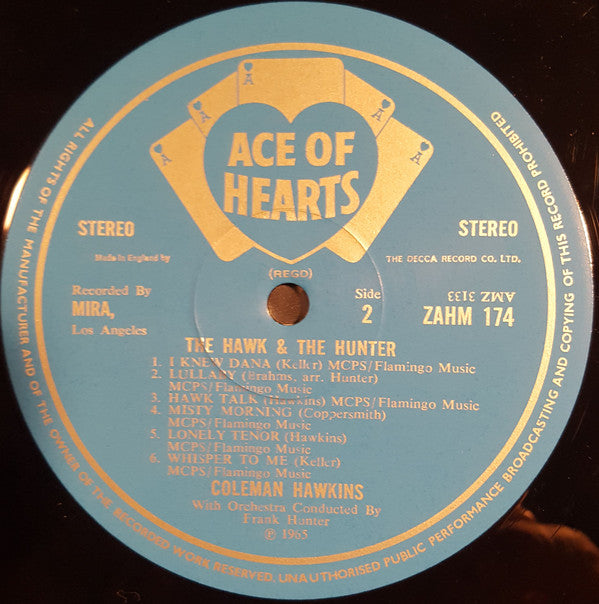 ACE OF
HEARTS
A
A
A
A
STEREO
STEREO
Made in England by
THE DECCA RECORD CO. LTD.
(REGD)
Recorded By
MIRA,
Los Angeles
Side
2
AMZ 3133
ZAHM 174
THE HAWK & THE HUNTER
1. I KNEW DANA (Keller) MCPS/Flamingo Music
2. LULLABY (Brahms, arr. Hunter)
MCPS/Flamingo Music
3. HAWK TALK (Hawkins) MCPS/Flamingo Music
4. MISTY MORNING (Coppersmith)
MCPS/Flamingo Music
5. LONELY TENOR (Hawkins)
MCPS/Flamingo Music
6. WHISPER TO ME (Keller)
MCPS/Flamingo Music
COLEMAN HAWKINS
With Orchestra Conducted By
Frank Hunter
℗ 1965
ALL RIGHTS OF THE MANUFACTURER AND OF THE OWNER OF THE RECORDED WORK RESERVED, UNAUTHORISED PUBLIC PERFORMANCE BROADCASTING AND COPYING OF THIS RECORD PROHIBITED